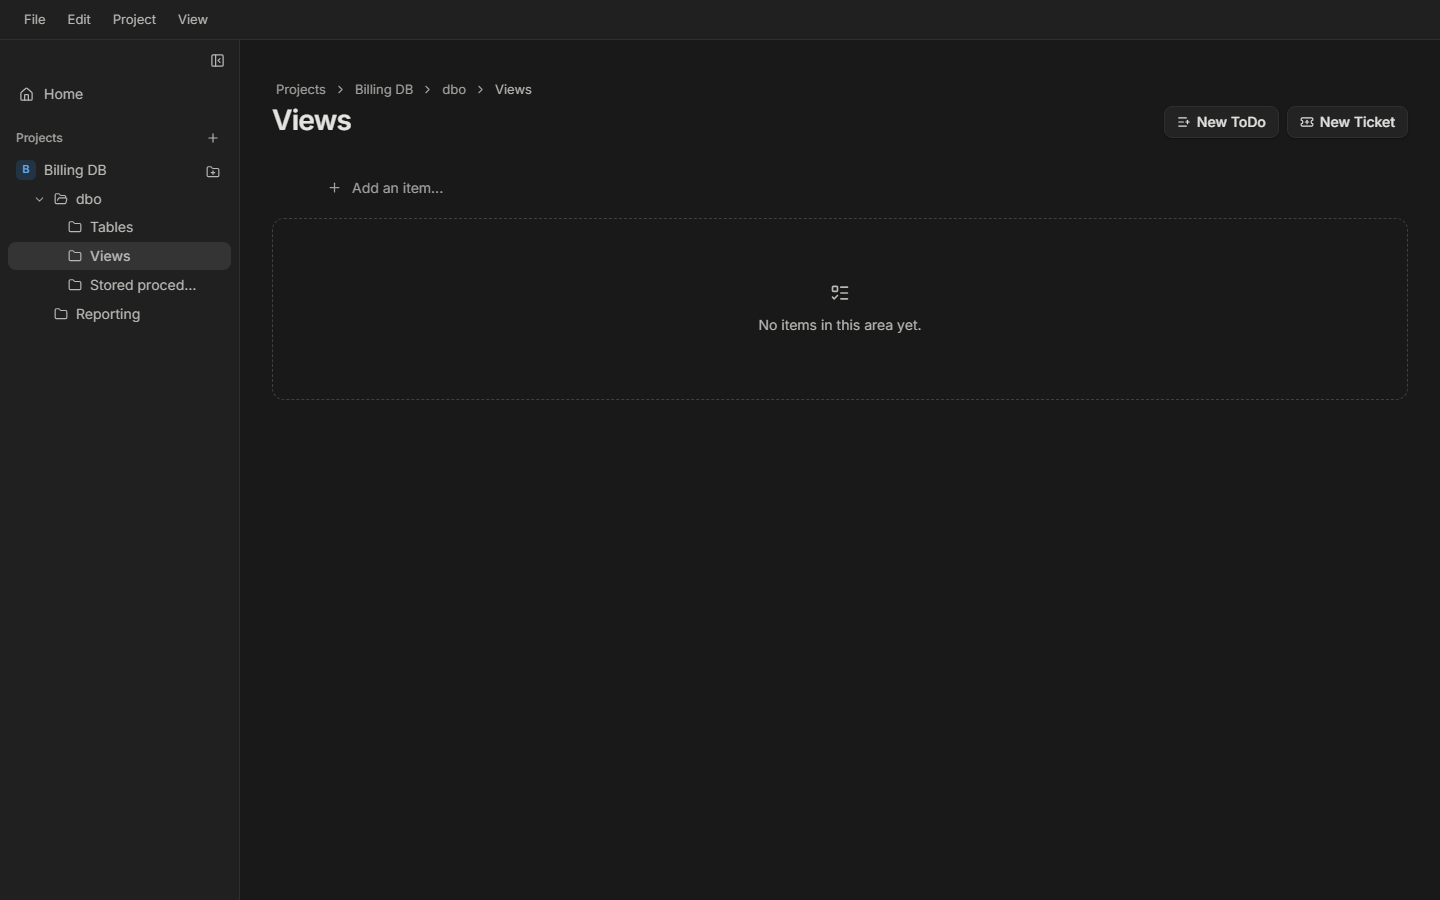 File Edit Project View
Home
Projects
B Billing DB
dbo
Tables
Views
Stored proced...
Reporting
Projects > Billing DB > dbo > Views
Views
New ToDo
New Ticket
+ Add an item...
No items in this area yet.